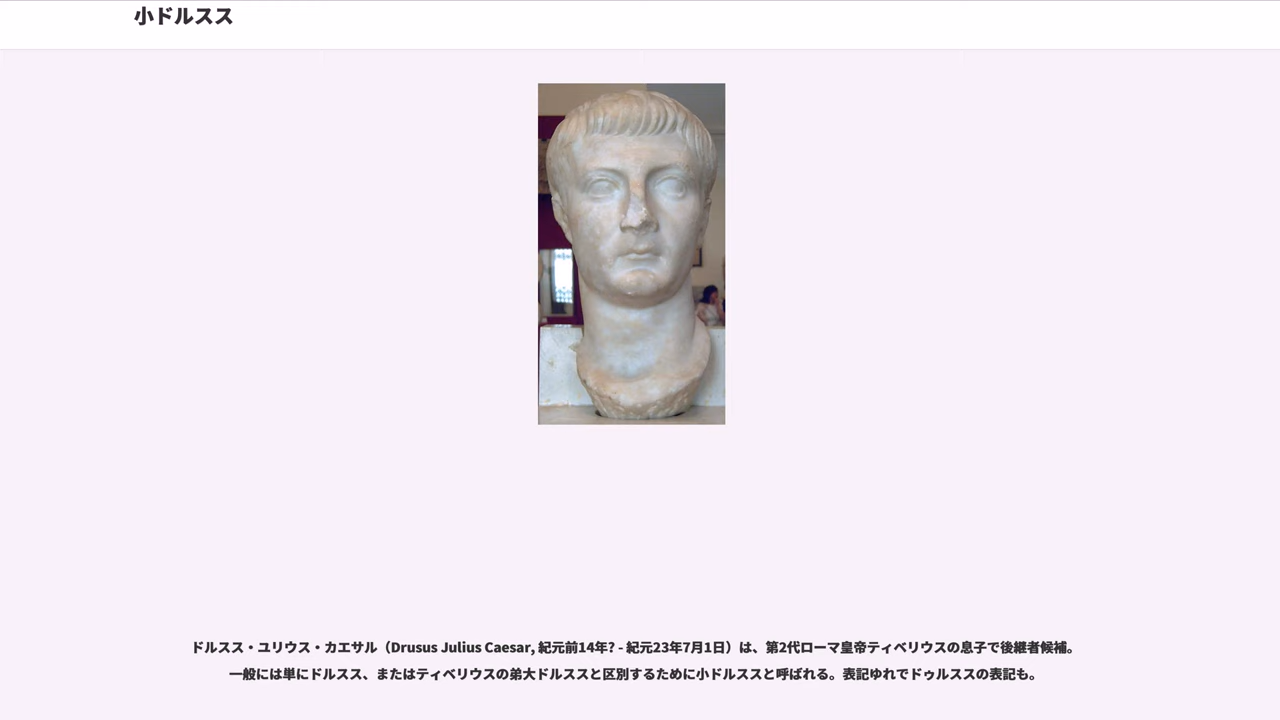 小ドルスス
ドルスス・ユリウス・カエサル（Drusus Julius Caesar, 紀元前14年? - 紀元23年7月1日）は、第2代ローマ皇帝ティベリウスの息子で後継者候補。
一般には単にドルスス、またはティベリウスの弟大ドルススと区別するために小ドルススと呼ばれる。表記ゆれでドゥルススの表記も。